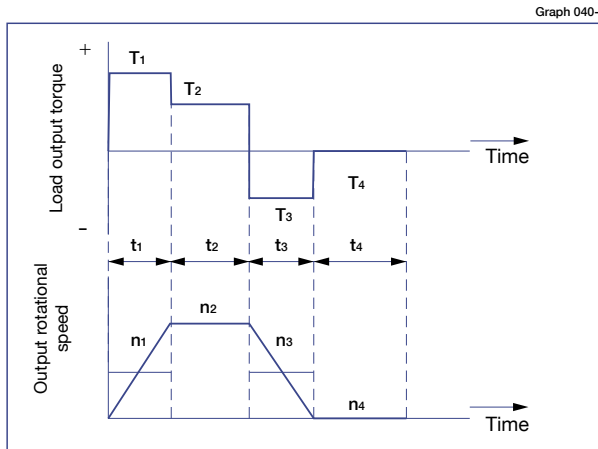 Graph 040-
+
T1
T2
Load output torque
Time
T4
T3
-
t1 t2 t3 t4
n2
n1 n3
Output rotational
speed
n4
Time